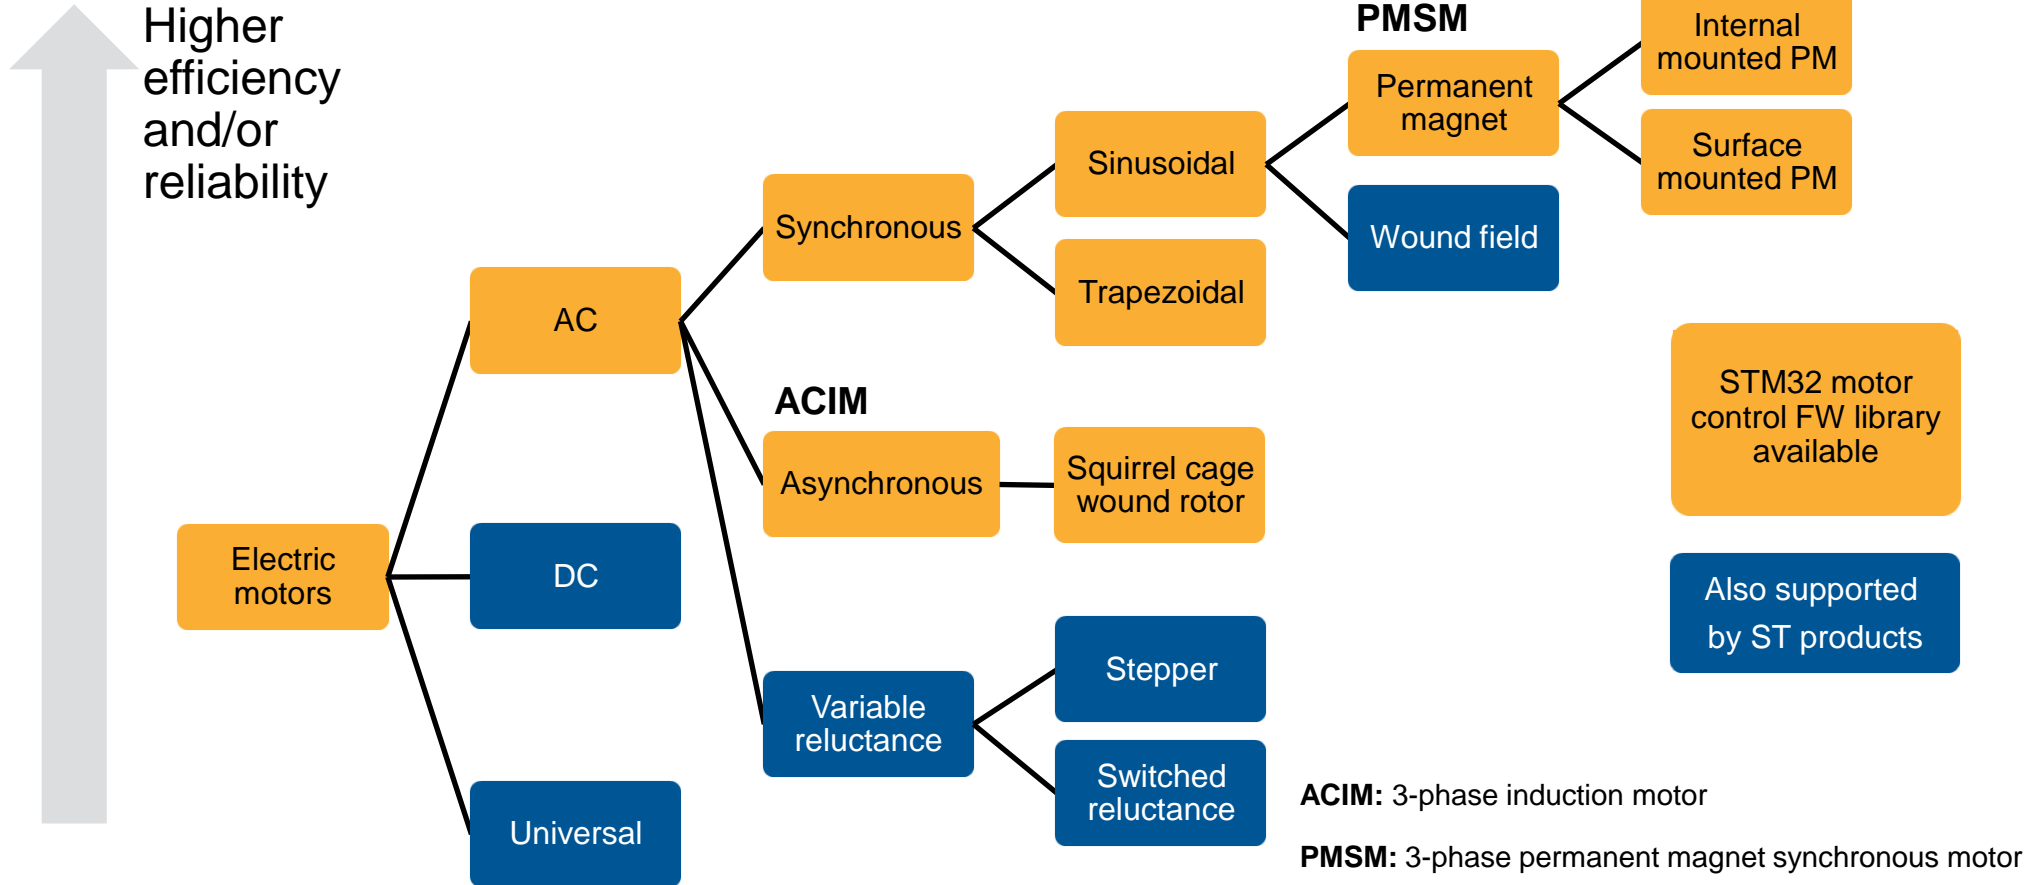 Higher
efficiency
and/or
reliability
PMSM
Internal
mounted PM
Permanent
magnet
Surface
mounted PM
Sinusoidal
Synchronous
Wound field
Trapezoidal
AC
STM32 motor
control FW library
available
ACIM
Asynchronous
Squirrel cage
wound rotor
Electric
motors
DC
Also supported
by ST products
Stepper
Variable
reluctance
Switched
reluctance
Universal
ACIM: 3-phase induction motor
PMSM: 3-phase permanent magnet synchronous motor